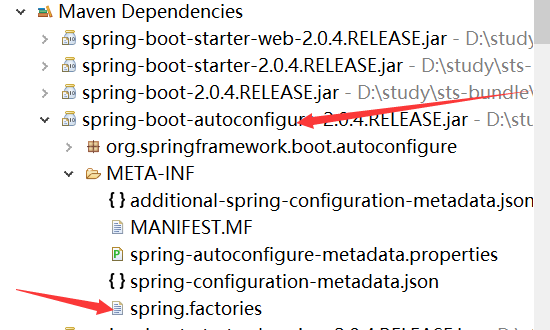 Maven Dependencies
spring-boot-starter-web-2.0.4.RELEASE.jar - D:\study
spring-boot-starter-2.0.4.RELEASE.jar - D:\study\sts-
spring-boot-2.0.4.RELEASE.jar - D:\study\sts-bundle\
spring-boot-autoconfigure-2.0.4.RELEASE.jar - D:\stu
org.springframework.boot.autoconfigure
META-INF
additional-spring-configuration-metadata.json
MANIFEST.MF
spring-autoconfigure-metadata.properties
spring-configuration-metadata.json
spring.factories